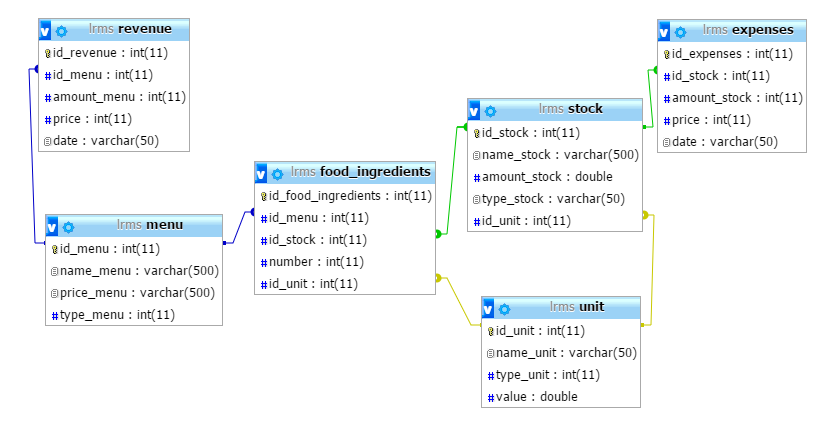 lrms revenue
id_revenue : int(11)
id_menu : int(11)
amount_menu : int(11)
price : int(11)
date : varchar(50)
lrms menu
id_menu : int(11)
name_menu : varchar(500)
price_menu : varchar(500)
type_menu : int(11)
lrms food_ingredients
id_food_ingredients : int(11)
id_menu : int(11)
id_stock : int(11)
number : int(11)
id_unit : int(11)
lrms stock
id_stock : int(11)
name_stock : varchar(500)
amount_stock : double
type_stock : varchar(50)
id_unit : int(11)
lrms unit
id_unit : int(11)
name_unit : varchar(50)
type_unit : int(11)
value : double
lrms expenses
id_expenses : int(11)
id_stock : int(11)
amount_stock : int(11)
price : int(11)
date : varchar(50)